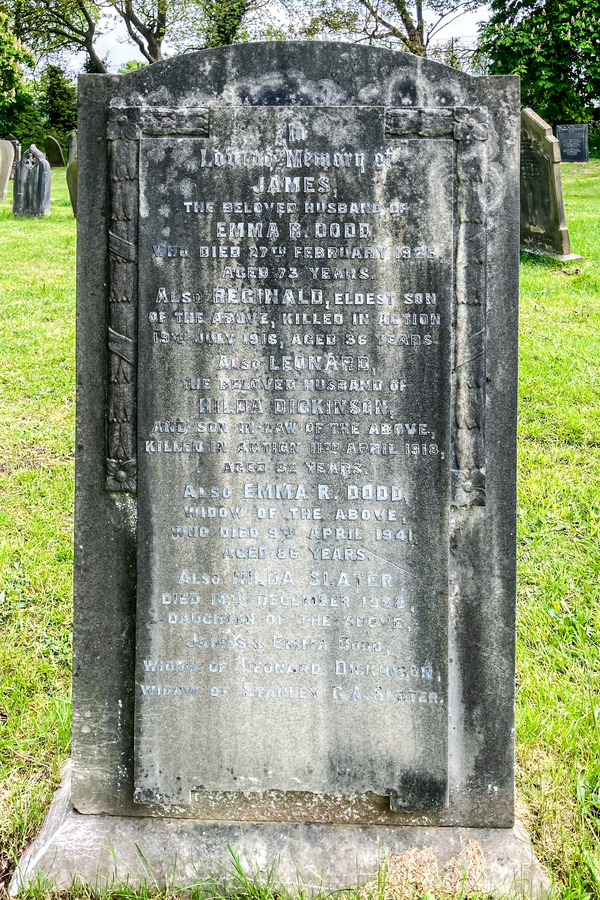 In
Loving Memory of
JAMES,
THE BELOVED HUSBAND OF
EMMA R. DODD,
WHO DIED 27TH FEBRUARY
AGED 73 YEARS.
ALSO REGINALD, ELDEST SON
OF THE ABOVE, KILLED IN ACTION
JULY 1916, AGED 36 YEARS.
ALSO LEONARD,
THE BELOVED HUSBAND OF
HILDA DICKINSON,
AND SON-IN-LAW OF THE ABOVE,
KILLED IN ACTION 11TH APRIL 1918,
AGED 32 YEARS.
ALSO EMMA R. DODD,
WIDOW OF THE ABOVE,
WHO DIED 9TH APRIL 1941,
AGED 86 YEARS
ALSO HILDA SLATER
DIED 14TH DECEMBER
DAUGHTER OF THE ABOVE,
JAMES & EMMA DODD,
WIDOW OF LEONARD DICKINSON,
WIDOW OF STANLEY G.A. SLATER.